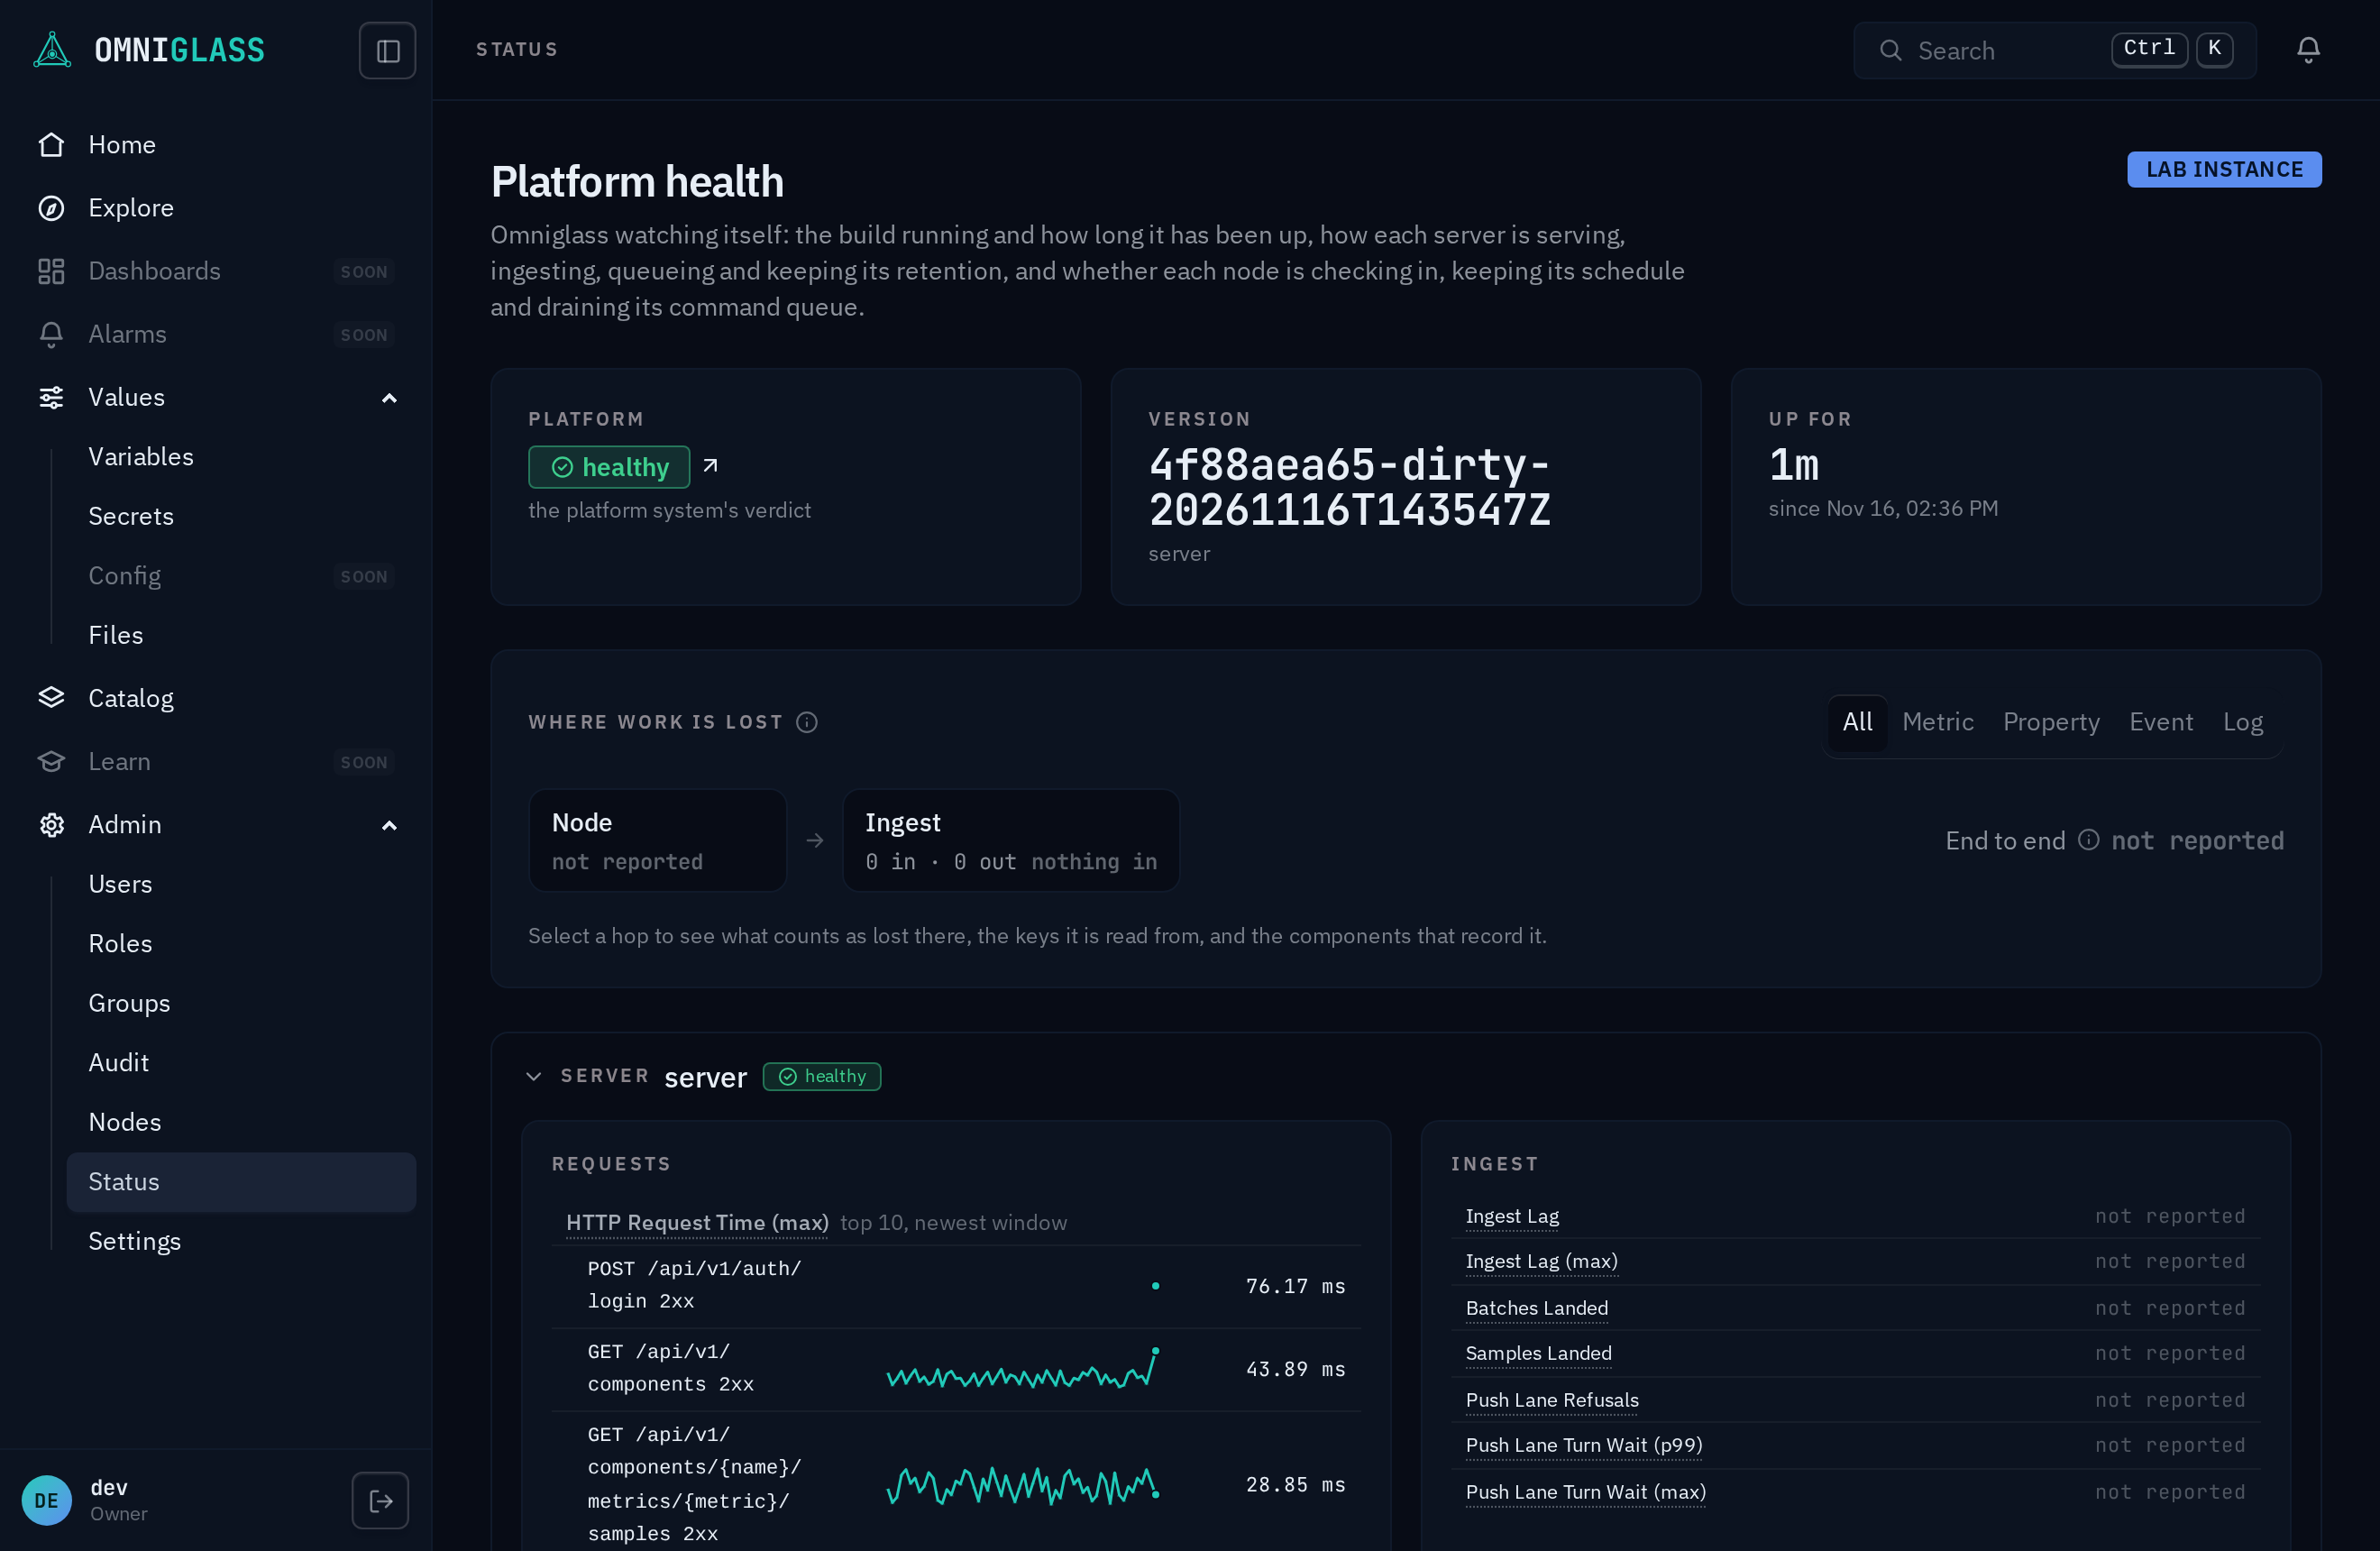 OMNIGLASS
STATUS
Search Ctrl K
Home
Explore
Dashboards SOON
Alarms SOON
Values
Variables
Secrets
Config SOON
Files
Catalog
Learn SOON
Admin
Users
Roles
Groups
Audit
Nodes
Status
Settings
DE dev
Owner
Platform health
LAB INSTANCE
Omniglass watching itself: the build running and how long it has been up, how each server is serving,
ingesting, queueing and keeping its retention, and whether each node is checking in, keeping its schedule
and draining its command queue.
PLATFORM
healthy
the platform system's verdict
VERSION
4f88aea65-dirty-
20261116T143547Z
server
UP FOR
1m
since Nov 16, 02:36 PM
WHERE WORK IS LOST
All Metric Property Event Log
Node
not reported
Ingest
0 in · 0 out nothing in
End to end not reported
Select a hop to see what counts as lost there, the keys it is read from, and the components that record it.
SERVER server healthy
REQUESTS
HTTP Request Time (max) top 10, newest window
POST /api/v1/auth/
login 2xx
76.17 ms
GET /api/v1/
components 2xx
43.89 ms
GET /api/v1/
components/{name}/
metrics/{metric}/
samples 2xx
28.85 ms
INGEST
Ingest Lag not reported
Ingest Lag (max) not reported
Batches Landed not reported
Samples Landed not reported
Push Lane Refusals not reported
Push Lane Turn Wait (p99) not reported
Push Lane Turn Wait (max) not reported